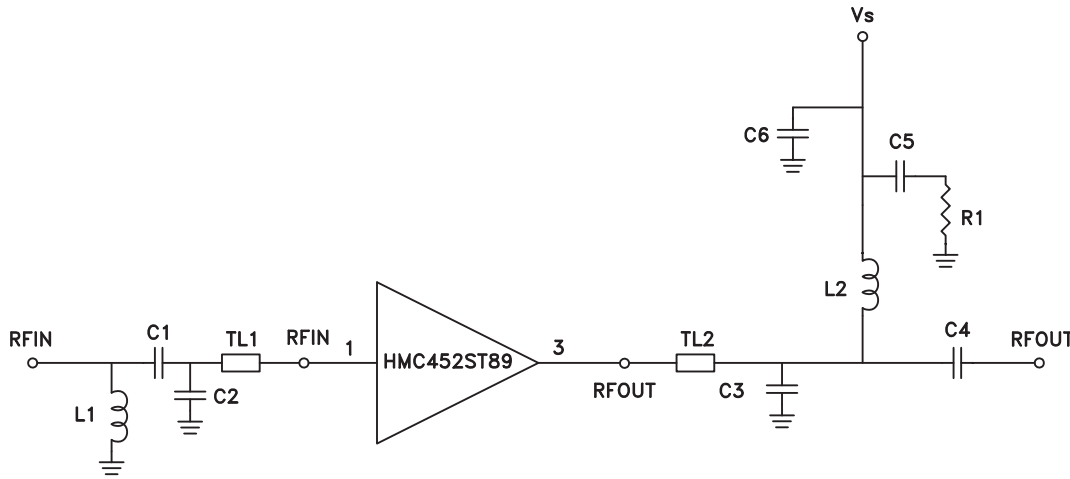 Vs
C6
C5
R1
L2
RFIN
C1
TL1
RFIN
1
HMC452ST89
3
TL2
C4
RFOUT
RFOUT
C3
C2
L1